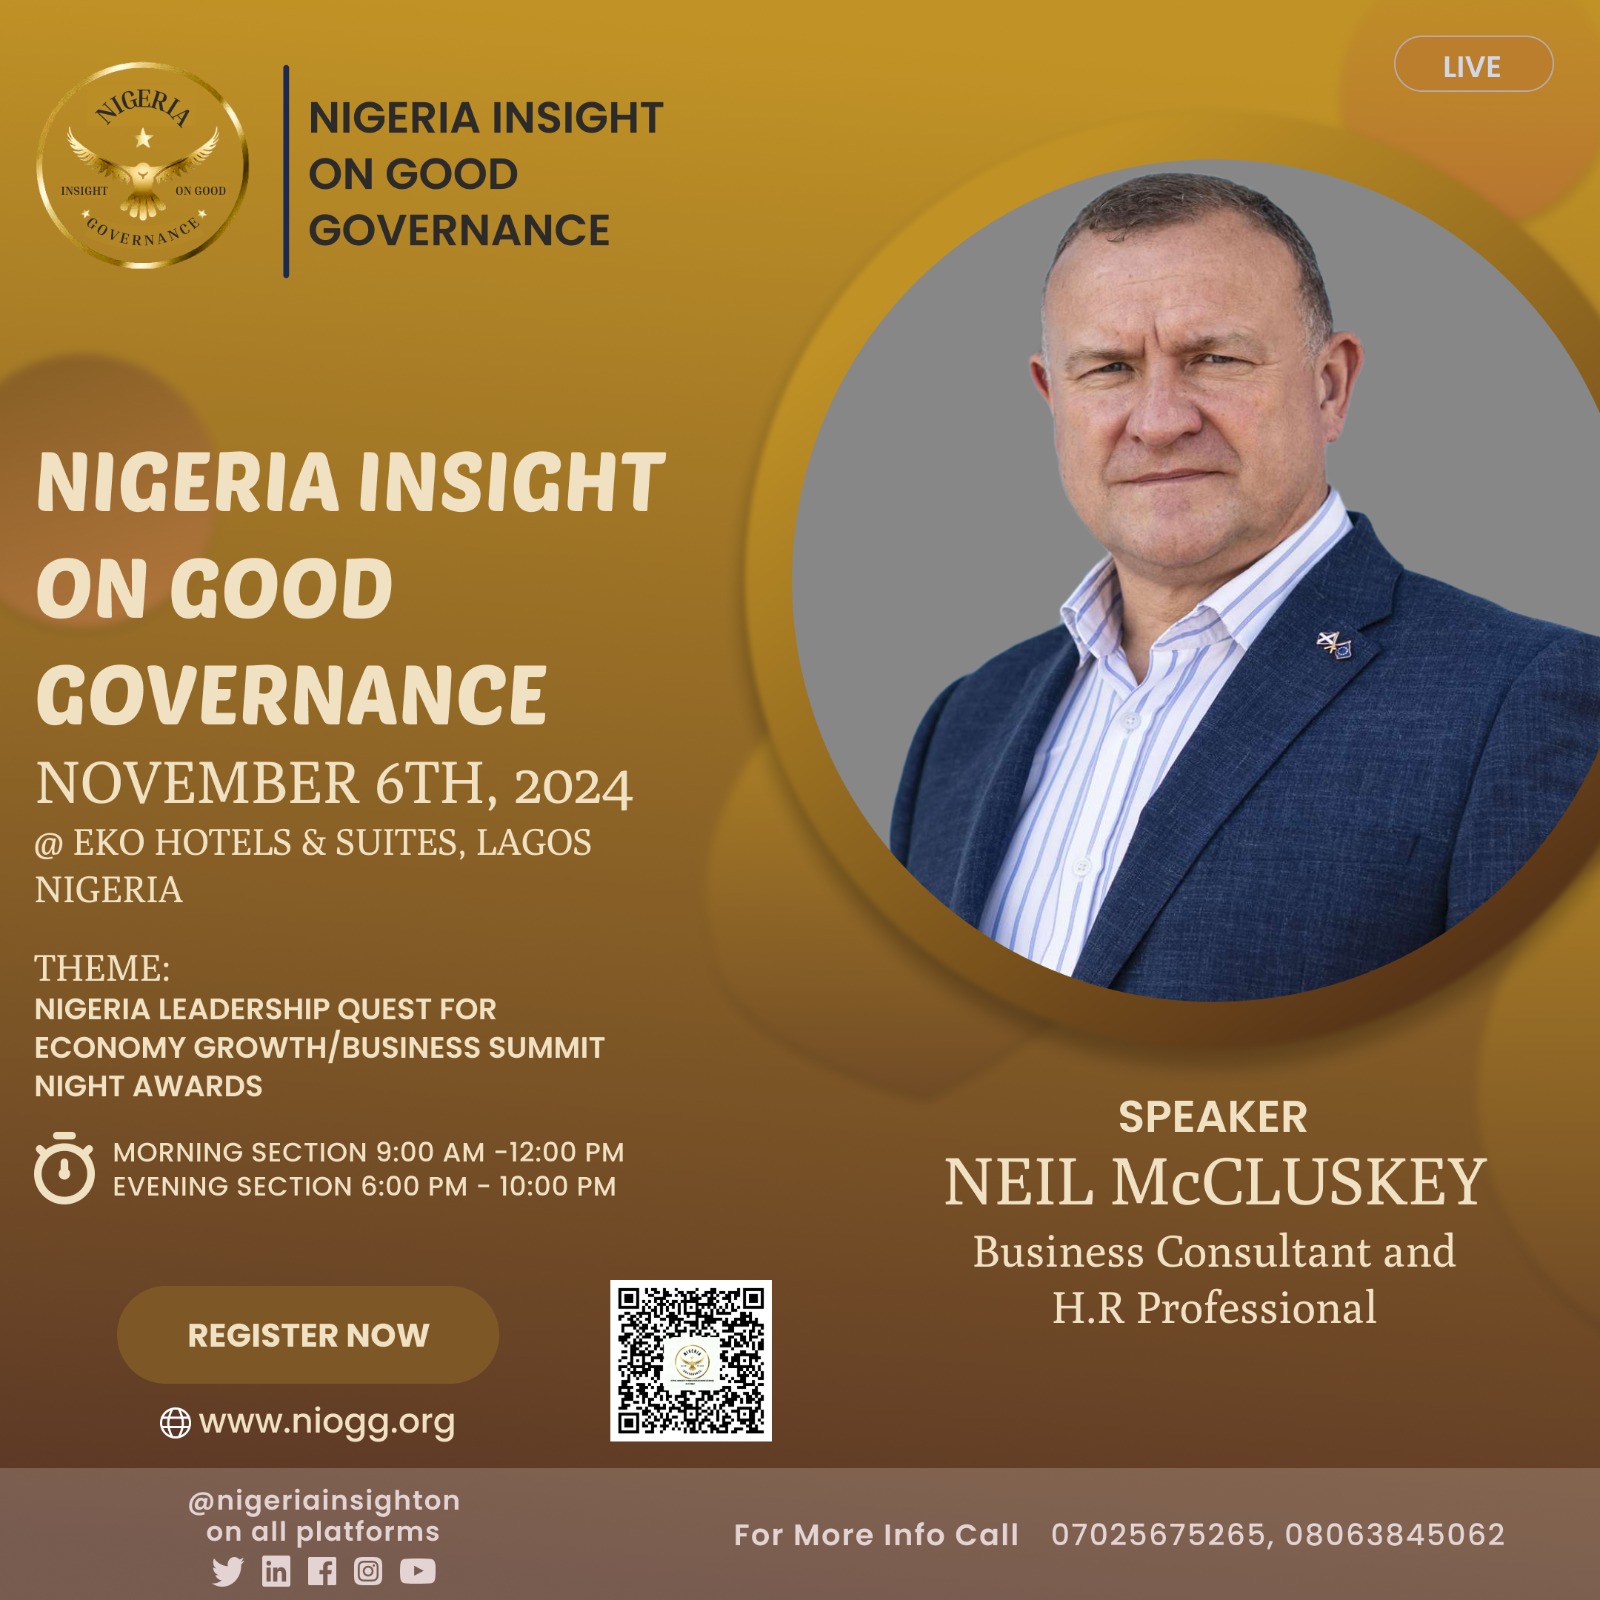 NIGERIA
INSIGHT ON GOOD
GOVERNANCE
NIGERIA INSIGHT
ON GOOD
GOVERNANCE
LIVE
NIGERIA INSIGHT
ON GOOD
GOVERNANCE
NOVEMBER 6TH, 2024
@ EKO HOTELS & SUITES, LAGOS
NIGERIA
THEME:
NIGERIA LEADERSHIP QUEST FOR
ECONOMY GROWTH/BUSINESS SUMMIT
NIGHT AWARDS
MORNING SECTION 9:00 AM -12:00 PM
EVENING SECTION 6:00 PM - 10:00 PM
SPEAKER
NEIL McCLUSKEY
Business Consultant and
H.R Professional
REGISTER NOW
www.niogg.org
@nigeriainsighton
on all platforms
For More Info Call 07025675265, 08063845062